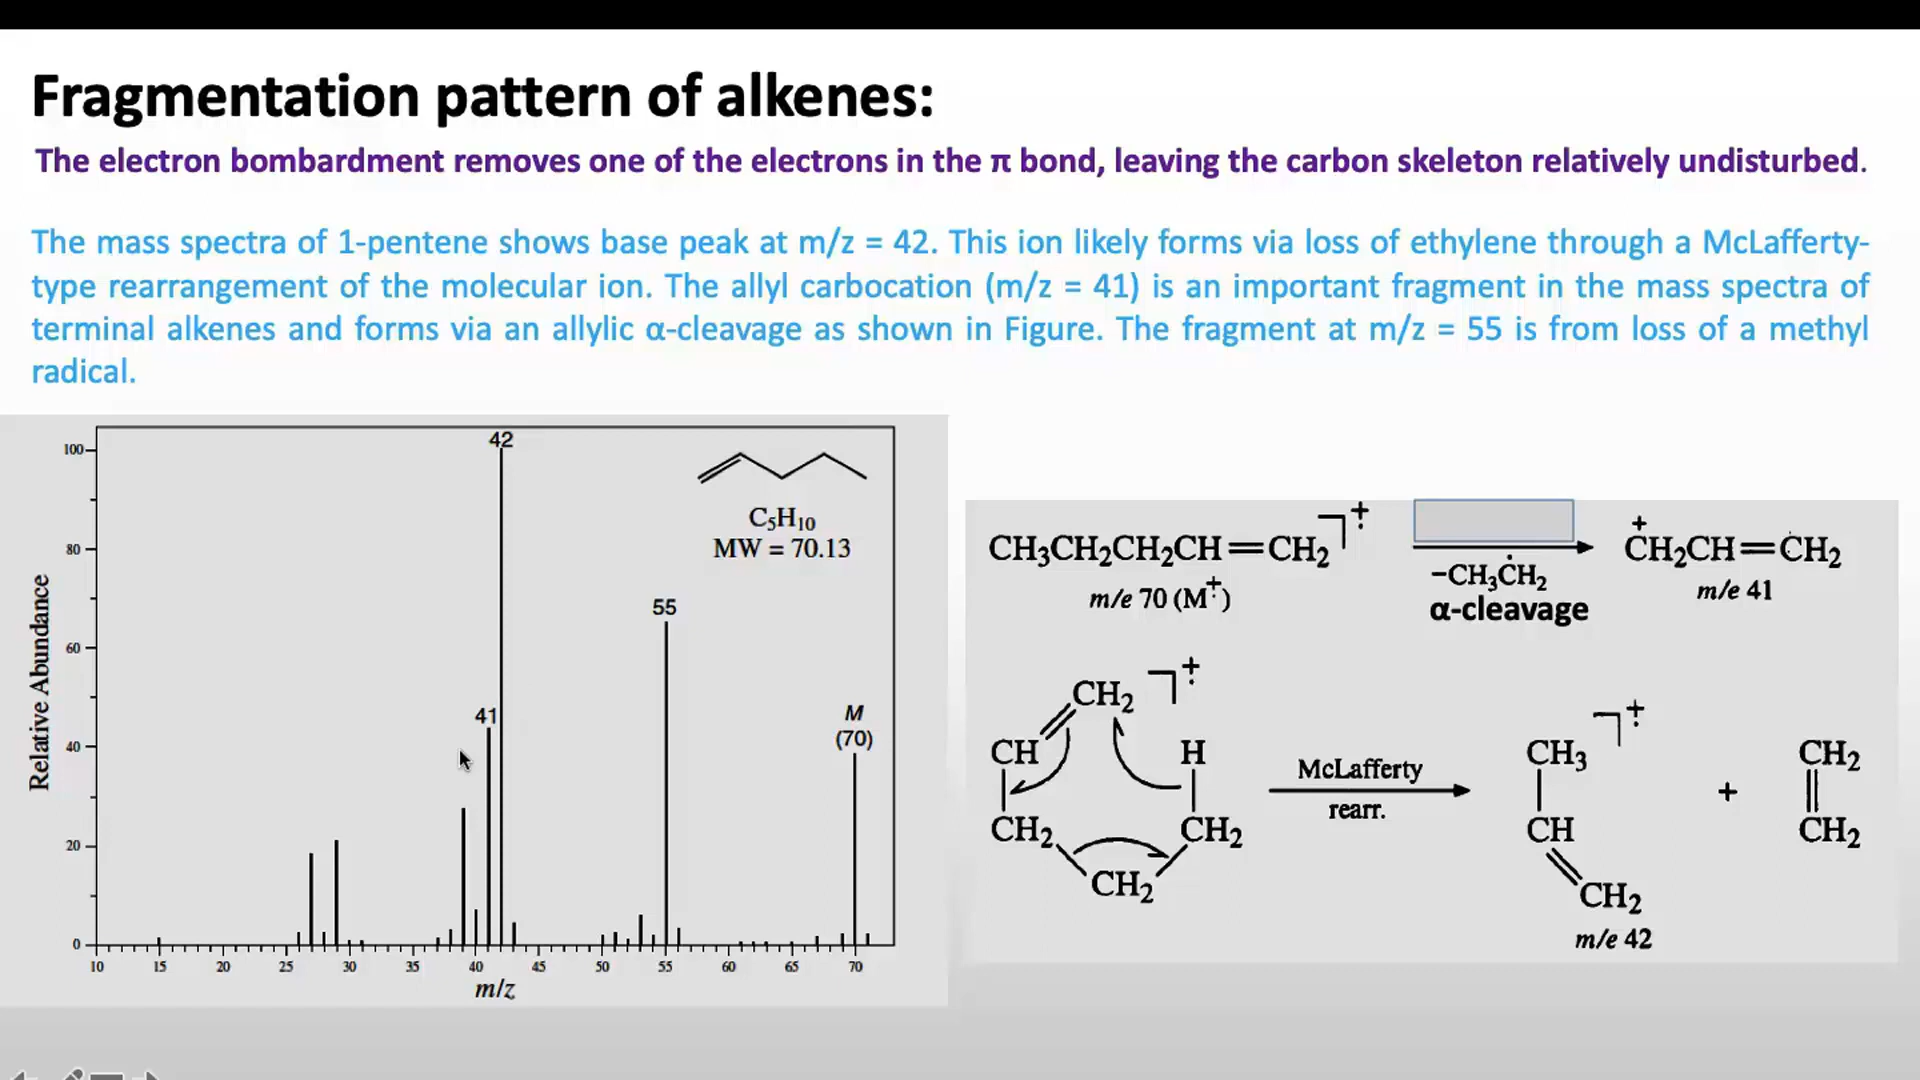 Fragmentation pattern of alkenes:
The electron bombardment removes one of the electrons in the π bond, leaving the carbon skeleton relatively undisturbed.
The mass spectra of 1-pentene shows base peak at m/z = 42. This ion likely forms via loss of ethylene through a McLafferty-
type rearrangement of the molecular ion. The allyl carbocation (m/z = 41) is an important fragment in the mass spectra of
terminal alkenes and forms via an allylic α-cleavage as shown in Figure. The fragment at m/z = 55 is from loss of a methyl
radical.
Relative Abundance
100
80
60
40
20
0
42
55
41
M
(70)
C₅H₁₀
MW = 70.13
10 15 20 25 30 35 40 45 50 55 60 65 70
m/z
CH₃CH₂CH₂CH=CH₂ ⌉+·
m/e 70 (M+·)
−CH₃ĊH₂
α-cleavage
+
CH₂CH=CH₂
m/e 41
CH₂ ⌉+·
CH
H
CH₂
CH₂
CH₂
McLafferty
rearr.
⌉+·
CH₃
CH
CH₂
m/e 42
+
CH₂
CH₂